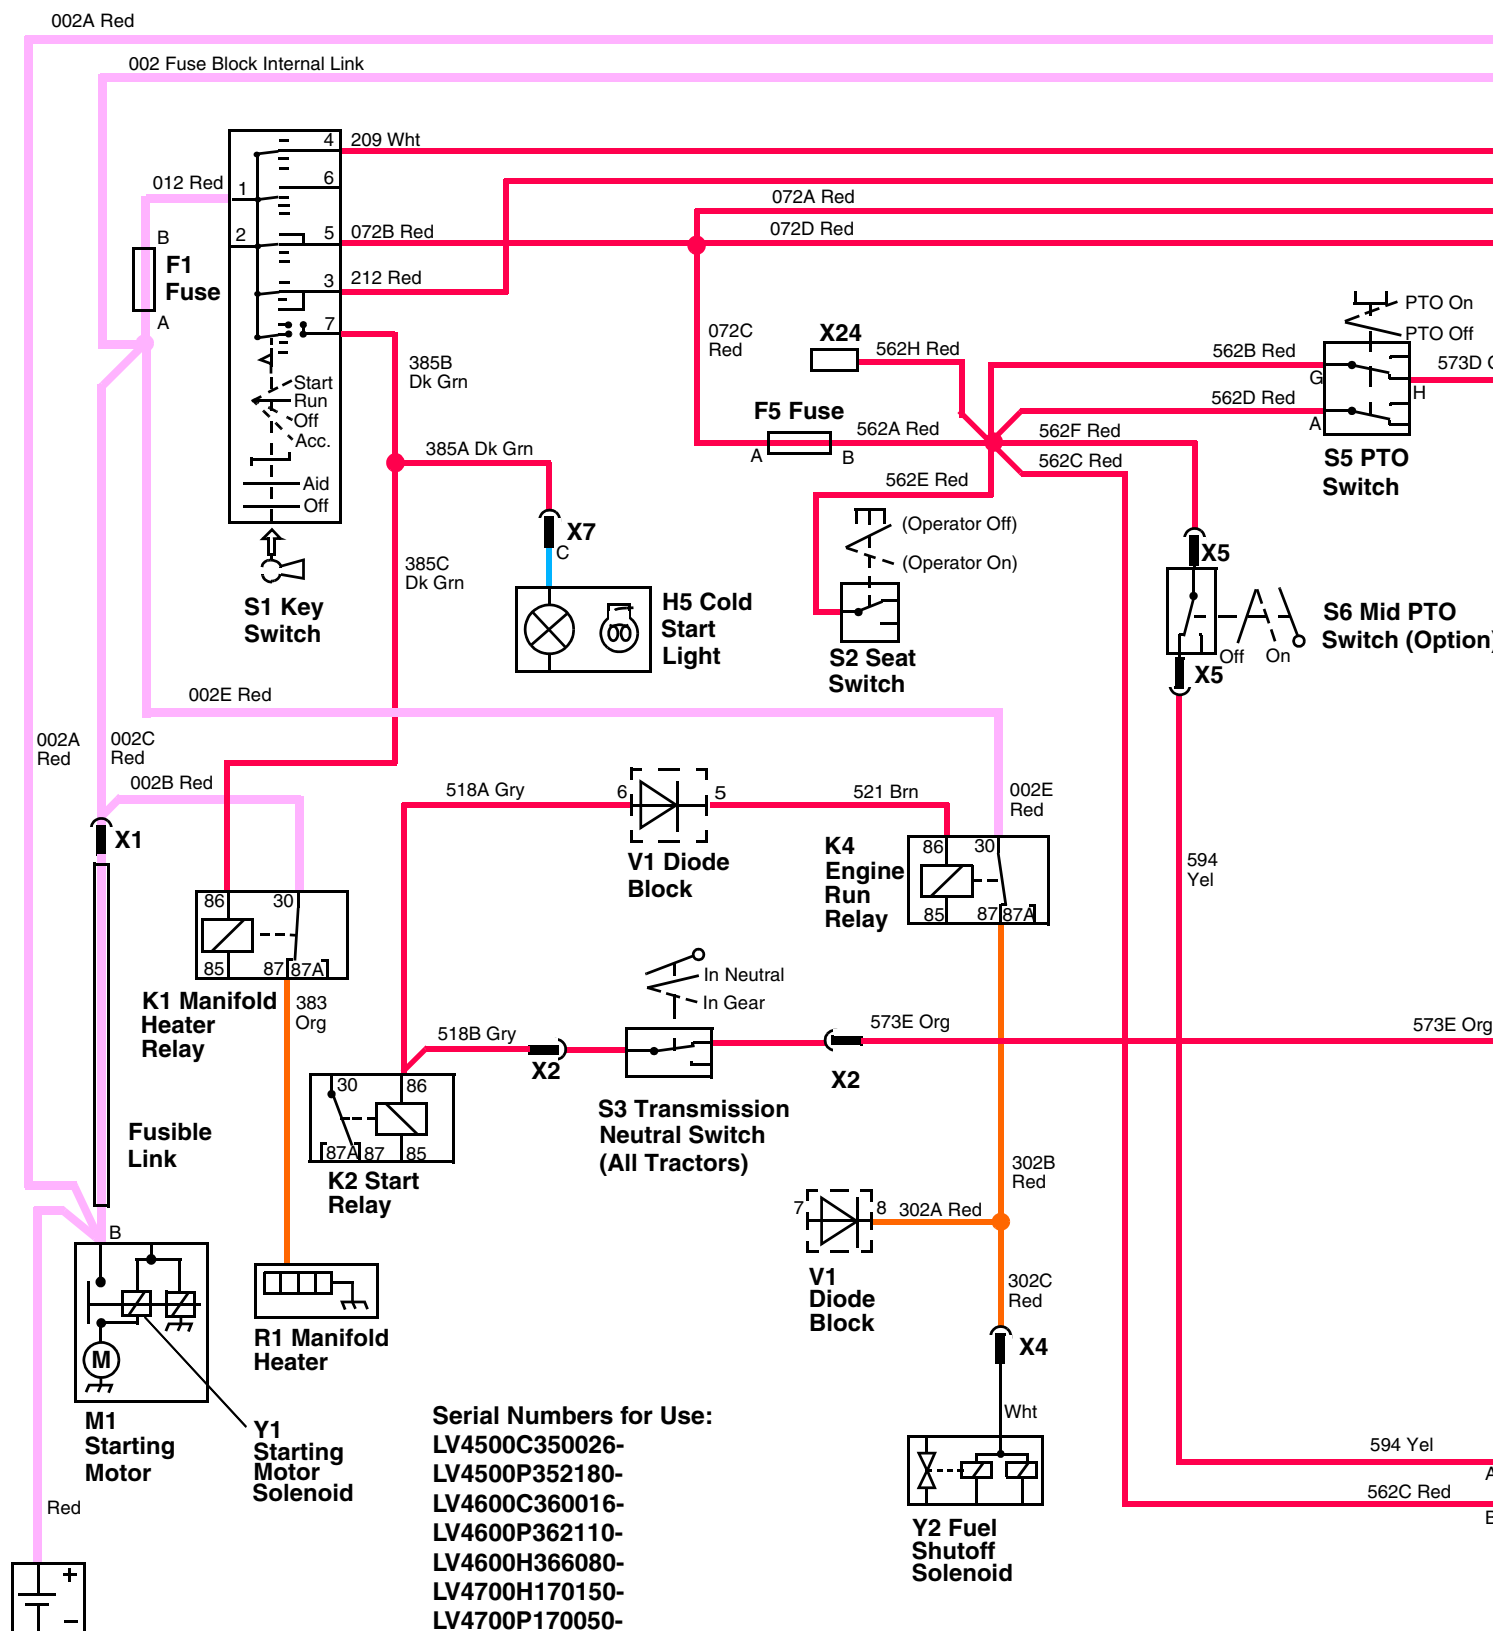 002A Red
002 Fuse Block Internal Link
4
209 Wht
012 Red
1
6
072A Red
B
2
5
072B Red
072D Red
F1
Fuse
3
212 Red
A
7
PTO On
PTO Off
385B
Dk Grn
072C
Red
X24
562H Red
562B Red
G
573D
H
Start
Run
Off
Acc.
562D Red
A
F5 Fuse
385A Dk Grn
A
B
562A Red
562F Red
562C Red
S5 PTO
Switch
Aid
Off
562E Red
X7
C
(Operator Off)
(Operator On)
X5
385C
Dk Grn
S1 Key
Switch
H5 Cold
Start
Light
S2 Seat
Switch
S6 Mid PTO
Switch (Option)
Off
On
X5
002E Red
002A
Red
002C
Red
002B Red
518A Gry
6
5
521 Brn
002E
Red
X1
V1 Diode
Block
K4
Engine
Run
Relay
86
30
85
87
87A
594
Yel
86
30
85
87
87A
K1 Manifold
Heater
Relay
383
Org
In Neutral
In Gear
518B Gry
X2
573E Org
X2
573E Org
30
86
87A
87
85
K2 Start
Relay
S3 Transmission
Neutral Switch
(All Tractors)
Fusible
Link
302B
Red
7
8
302A Red
B
V1
Diode
Block
302C
Red
R1 Manifold
Heater
X4
M
M1
Starting
Motor
Y1
Starting
Motor
Solenoid
Wht
Serial Numbers for Use:
LV4500C350026-
LV4500P352180-
LV4600C360016-
LV4600P362110-
LV4600H366080-
LV4700H170150-
LV4700P170050-
594 Yel
562C Red
Y2 Fuel
Shutoff
Solenoid
Red
+
−